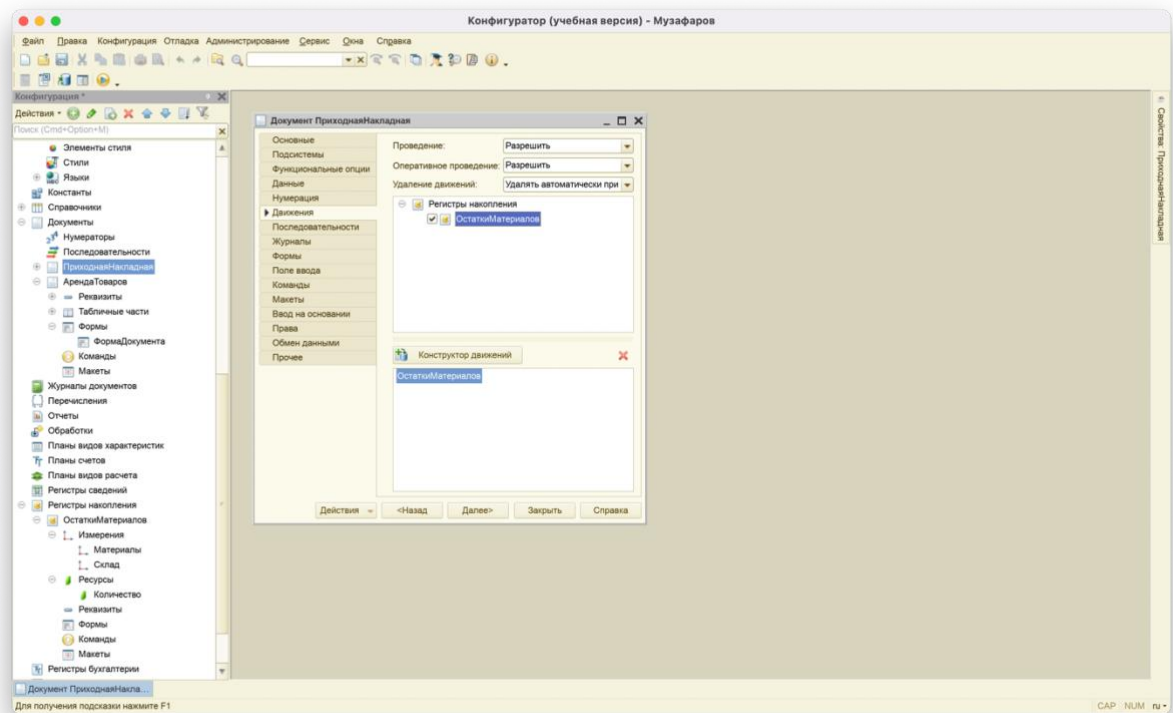 Конфигуратор (учебная версия) - Музафаров
Файл Правка Конфигурация Отладка Администрирование Сервис Окна Справка
Конфигурация *
Действия
Поиск (Cmd+Option+M)
Элементы стиля
Стили
Языки
Константы
Справочники
Документы
Нумераторы
Последовательности
ПриходнаяНакладная
АрендаТоваров
Реквизиты
Табличные части
Формы
ФормаДокумента
Команды
Макеты
Журналы документов
Перечисления
Отчеты
Обработки
Планы видов характеристик
Планы счетов
Планы видов расчета
Регистры сведений
Регистры накопления
ОстаткиМатериалов
Измерения
Материалы
Склад
Ресурсы
Количество
Реквизиты
Формы
Команды
Макеты
Регистры бухгалтерии
Документ ПриходнаяНакладная
Основные
Подсистемы
Функциональные опции
Данные
Нумерация
Движения
Последовательности
Журналы
Формы
Поле ввода
Команды
Макеты
Ввод на основании
Права
Обмен данными
Прочее
Проведение: Разрешить
Оперативное проведение: Разрешить
Удаление движений: Удалять автоматически при
Регистры накопления
ОстаткиМатериалов
Конструктор движений
ОстаткиМатериалов
Действия <Назад Далее> Закрыть Справка
Свойства: ПриходнаяНакладная
Документ ПриходнаяНакла...
Для получения подсказки нажмите F1
CAP NUM ru